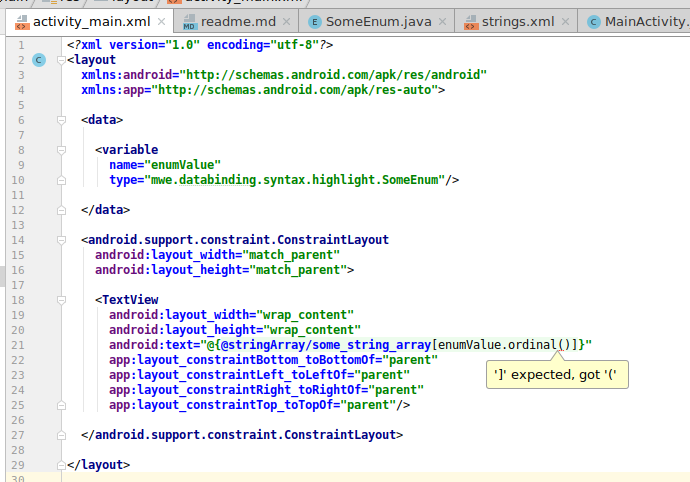 main res layout activity_main.xml
activity_main.xml × readme.md × SomeEnum.java × strings.xml × MainActivity.
1 <?xml version="1.0" encoding="utf-8"?>
2 <layout
3 xmlns:android="http://schemas.android.com/apk/res/android"
4 xmlns:app="http://schemas.android.com/apk/res-auto">
5
6 <data>
7
8 <variable
9 name="enumValue"
10 type="mwe.databinding.syntax.highlight.SomeEnum"/>
11
12 </data>
13
14 <android.support.constraint.ConstraintLayout
15 android:layout_width="match_parent"
16 android:layout_height="match_parent">
17
18 <TextView
19 android:layout_width="wrap_content"
20 android:layout_height="wrap_content"
21 android:text="@{@stringArray/some_string_array[enumValue.ordinal()]}"
22 app:layout_constraintBottom_toBottomOf="parent"
23 app:layout_constraintLeft_toLeftOf="parent"
24 app:layout_constraintRight_toRightOf="parent"
25 app:layout_constraintTop_toTopOf="parent"/>
']' expected, got '('
26
27 </android.support.constraint.ConstraintLayout>
28
29 </layout>
30